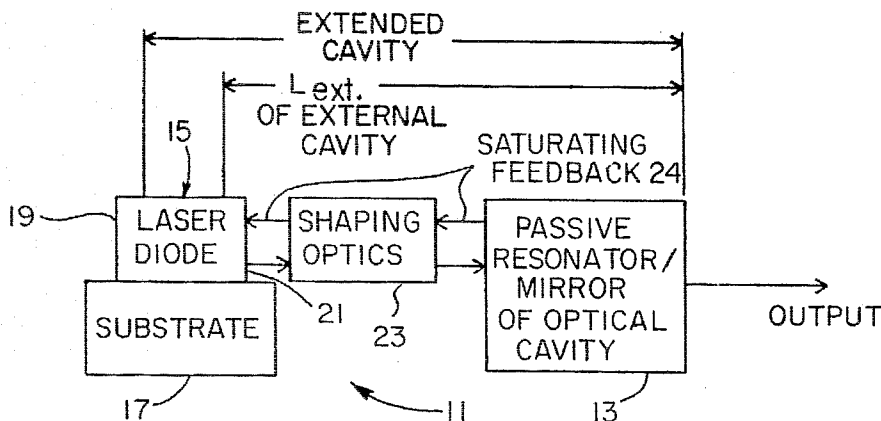 EXTENDED
CAVITY
Lext.
OF EXTERNAL
CAVITY
15
SATURATING
FEEDBACK 24
19
LASER
DIODE
SHAPING
OPTICS
PASSIVE
RESONATOR/
MIRROR
OF OPTICAL
CAVITY
21
23
OUTPUT
SUBSTRATE
17
11
13